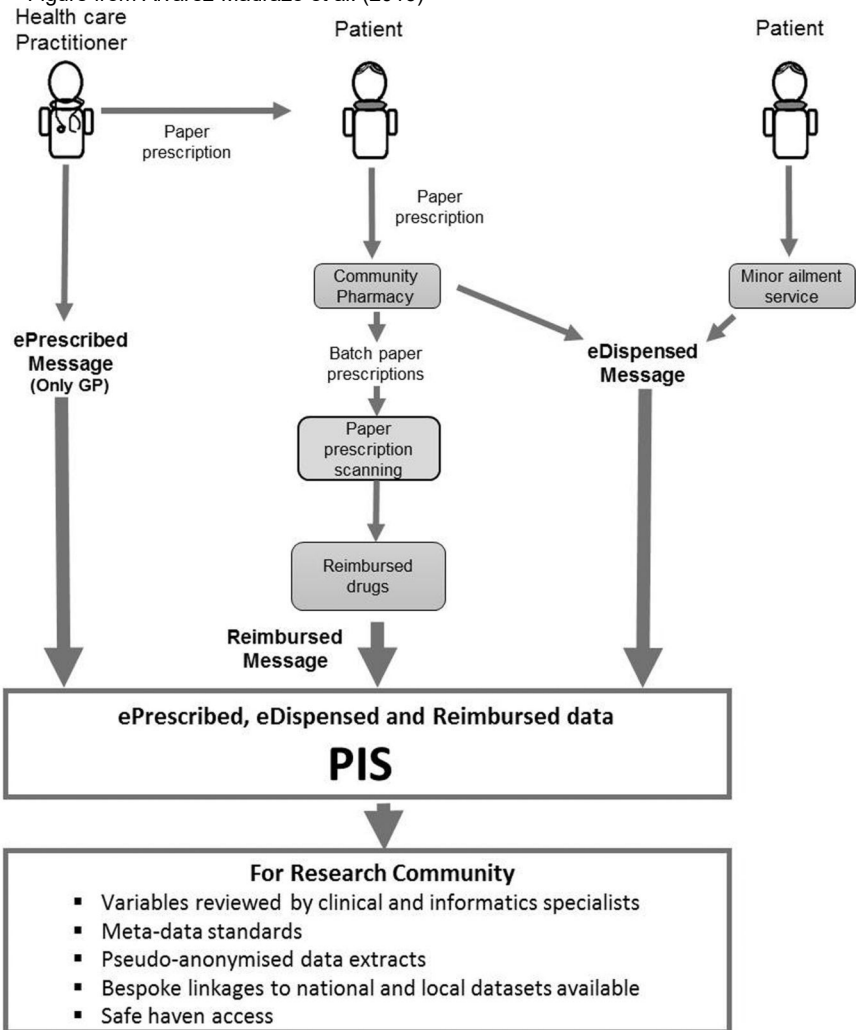 Health care
Practitioner
Patient
Patient
Paper
prescription
Paper
prescription
Community
Pharmacy
Minor ailment
service
ePrescribed
Message
(Only GP)
Batch paper
prescriptions
eDispensed
Message
Paper
prescription
scanning
Reimbursed
drugs
Reimbursed
Message
ePrescribed, eDispensed and Reimbursed data
PIS
For Research Community
▪ Variables reviewed by clinical and informatics specialists
▪ Meta-data standards
▪ Pseudo-anonymised data extracts
▪ Bespoke linkages to national and local datasets available
▪ Safe haven access